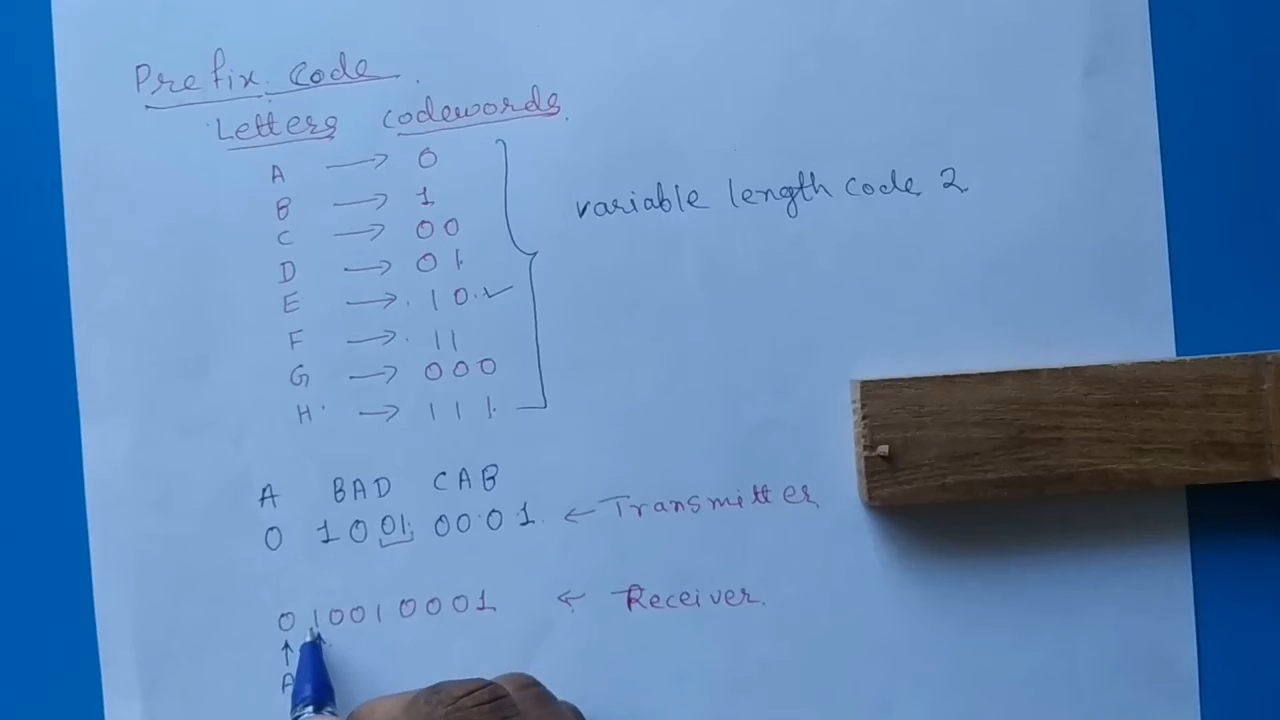 Prefix code
Letters codewords
A → 0
B → 1
C → 00
D → 01
E → 10 ✓
F → 11
G → 000
H → 111
variable length code 2
A BAD CAB
0 1001 0001 ← Transmitter
010010001 ← Receiver
↑ ↑
A